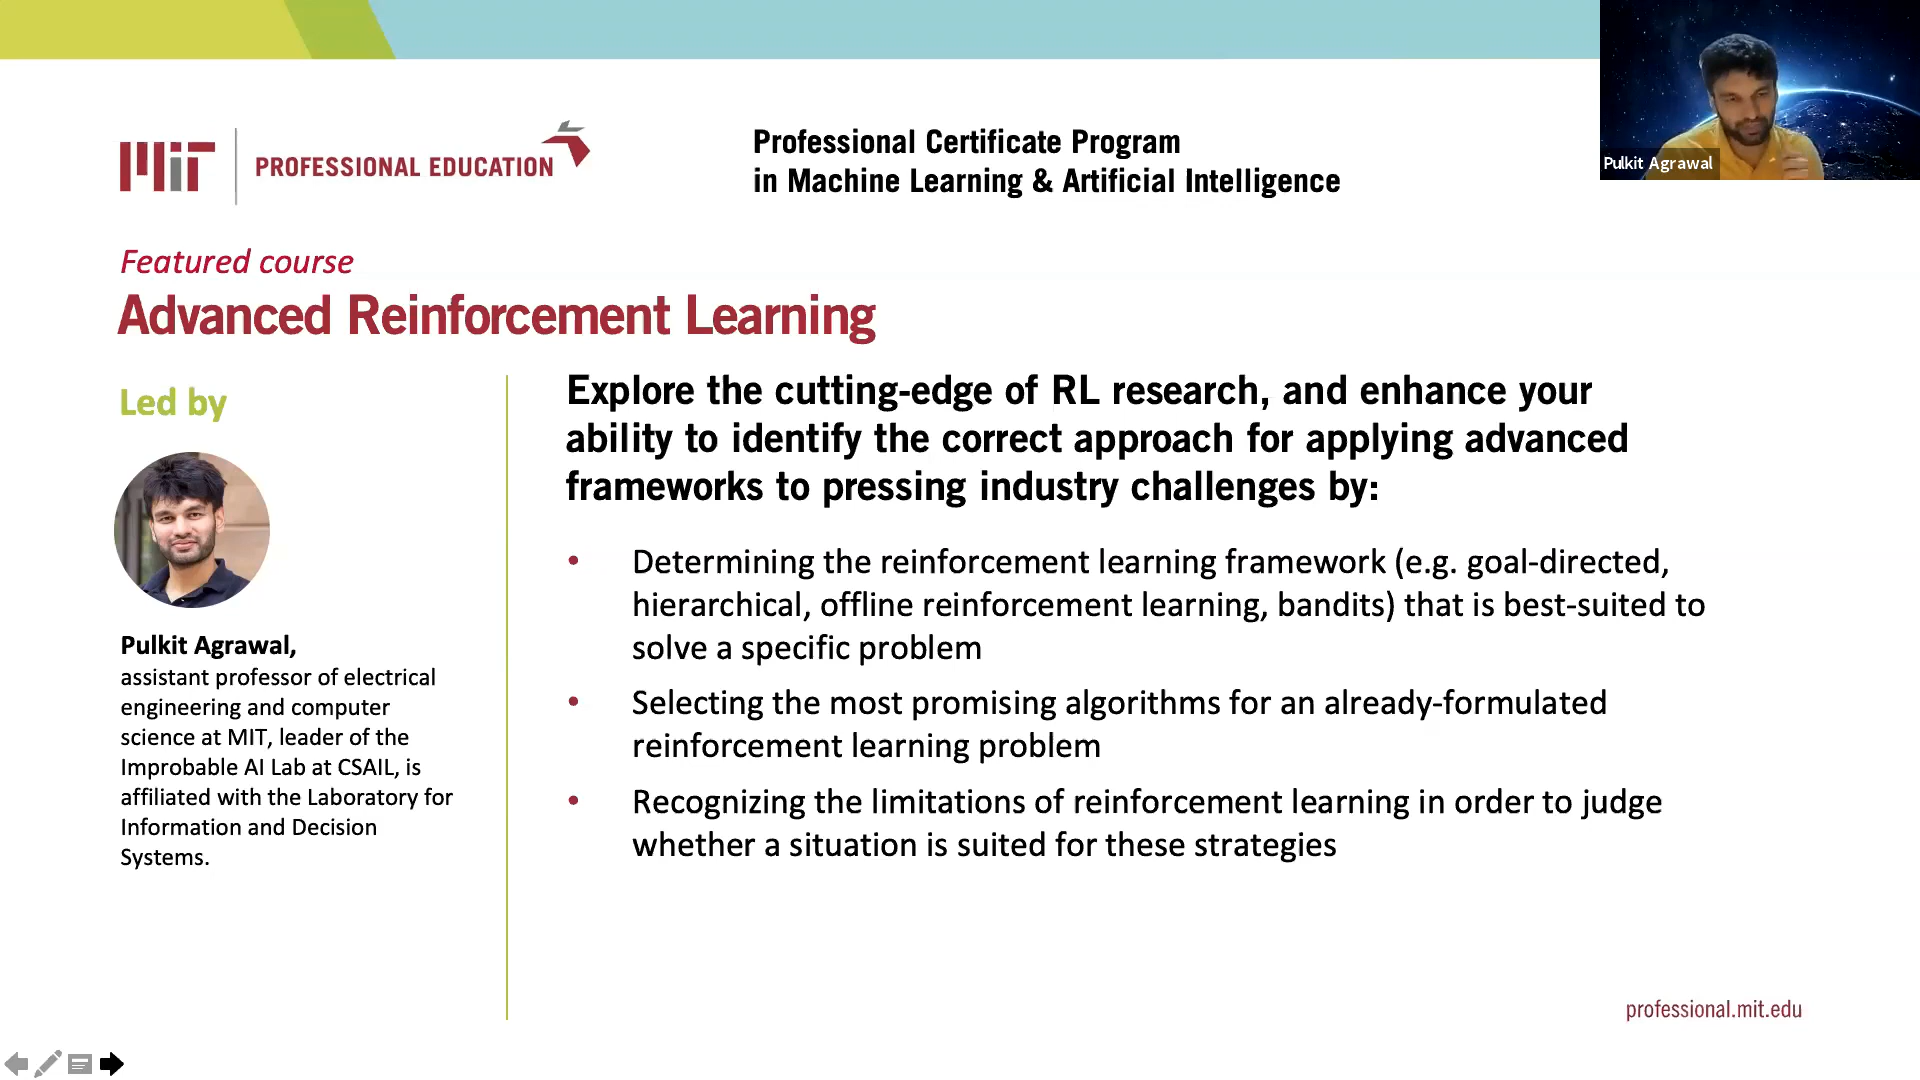 MIT
PROFESSIONAL EDUCATION
Professional Certificate Program
in Machine Learning & Artificial Intelligence
Pulkit Agrawal
Featured course
Advanced Reinforcement Learning
Led by
Pulkit Agrawal,
assistant professor of electrical
engineering and computer
science at MIT, leader of the
Improbable AI Lab at CSAIL, is
affiliated with the Laboratory for
Information and Decision
Systems.
Explore the cutting-edge of RL research, and enhance your
ability to identify the correct approach for applying advanced
frameworks to pressing industry challenges by:
• Determining the reinforcement learning framework (e.g. goal-directed,
hierarchical, offline reinforcement learning, bandits) that is best-suited to
solve a specific problem
• Selecting the most promising algorithms for an already-formulated
reinforcement learning problem
• Recognizing the limitations of reinforcement learning in order to judge
whether a situation is suited for these strategies
professional.mit.edu